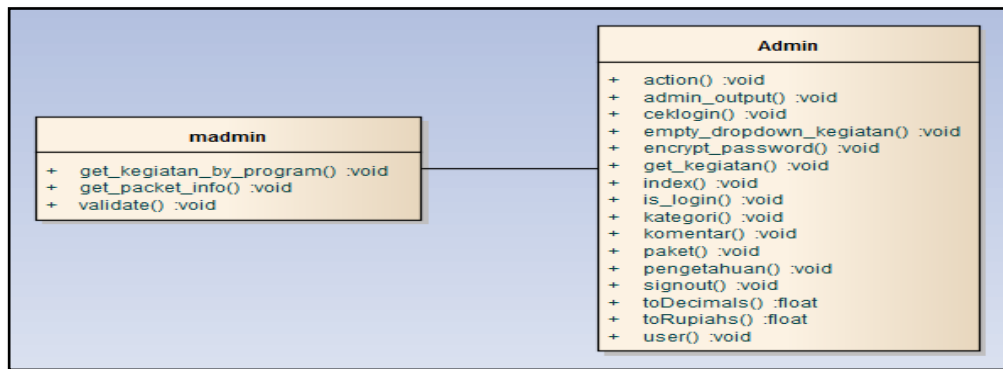 madmin
+ get_kegiatan_by_program() :void
+ get_packet_info() :void
+ validate() :void
Admin
+ action() :void
+ admin_output() :void
+ ceklogin() :void
+ empty_dropdown_kegiatan() :void
+ encrypt_password() :void
+ get_kegiatan() :void
+ index() :void
+ is_login() :void
+ kategori() :void
+ komentar() :void
+ paket() :void
+ pengetahuan() :void
+ signout() :void
+ toDecimals() :float
+ toRupiahs() :float
+ user() :void